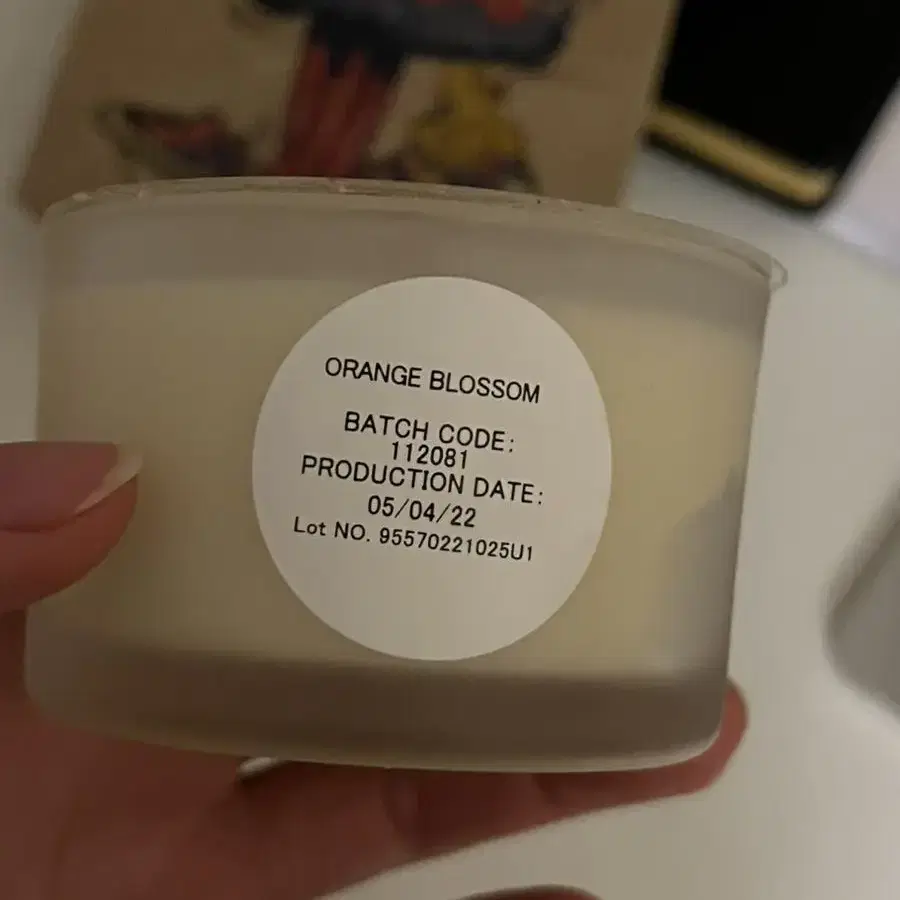 ORANGE BLOSSOM
BATCH CODE:
112081
PRODUCTION DATE:
05/04/22
Lot NO. 95570221025U1